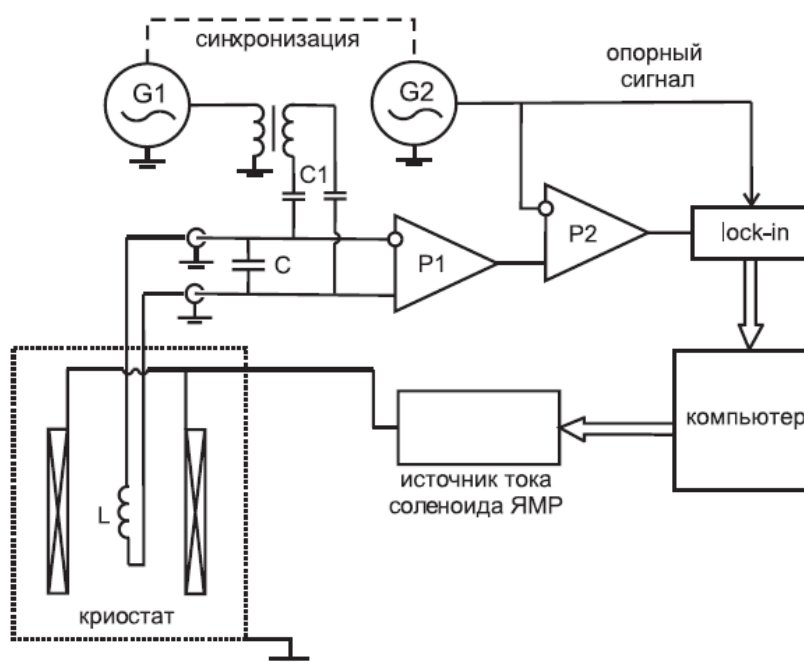 синхронизация
G1
G2
опорный
сигнал
C1
C
P1
P2
lock-in
L
криостат
источник тока
соленоида ЯМР
компьютер